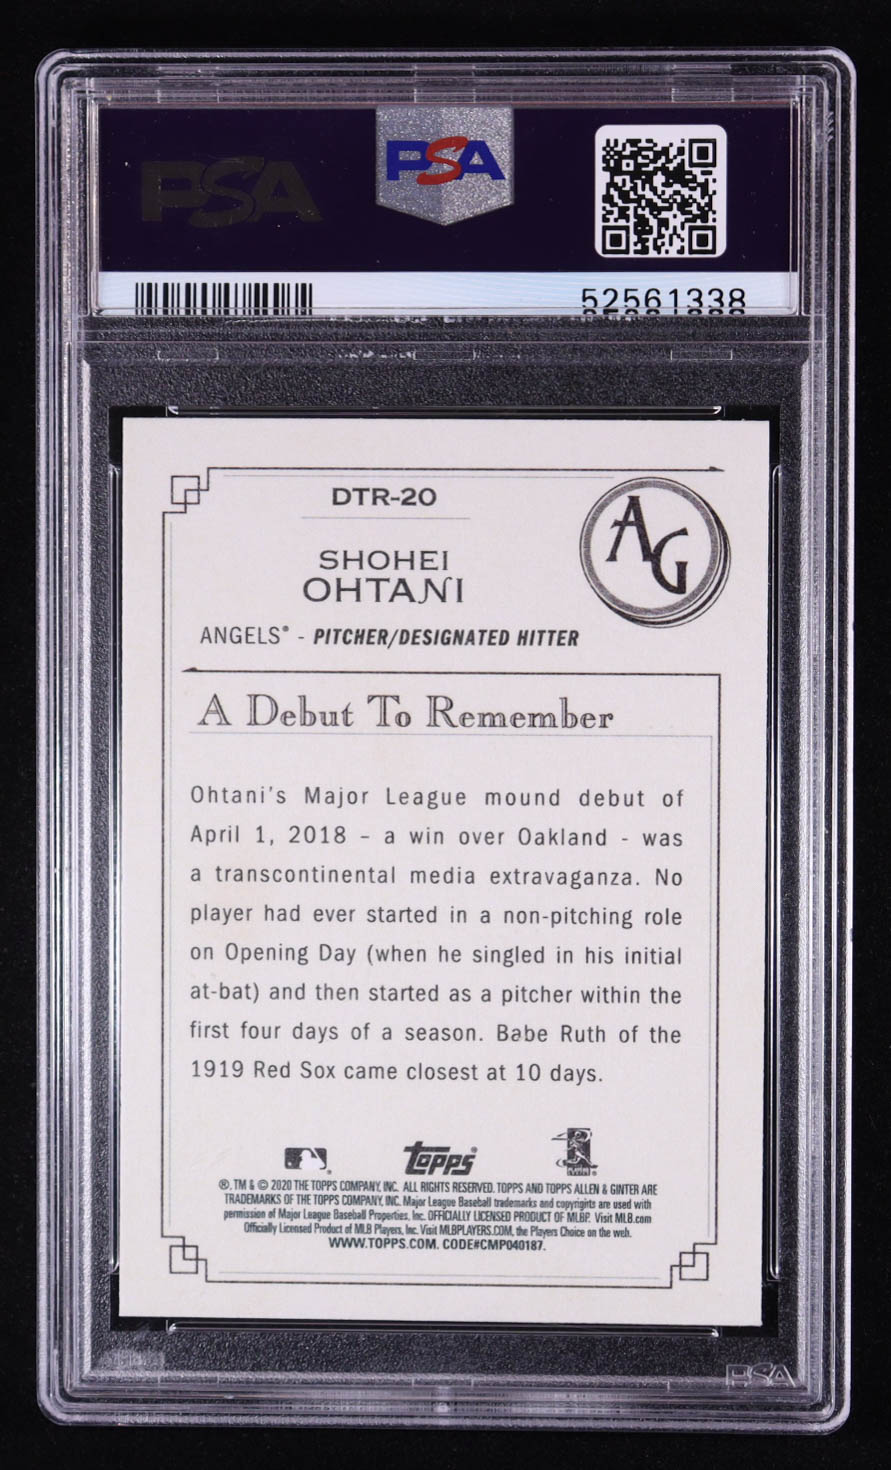 PSA
PSA
52561338
DTR-20
AG
SHOHEI
OHTANI
ANGELS® - PITCHER/DESIGNATED HITTER
A Debut To Remember
Ohtani's Major League mound debut of
April 1, 2018 – a win over Oakland - was
a transcontinental media extravaganza. No
player had ever started in a non-pitching role
on Opening Day (when he singled in his initial
at-bat) and then started as a pitcher within the
first four days of a season. Babe Ruth of the
1919 Red Sox came closest at 10 days.
Topps
®, TM & © 2020 THE TOPPS COMPANY, INC. ALL RIGHTS RESERVED. TOPPS AND TOPPS ALLEN & GINTER ARE
TRADEMARKS OF THE TOPPS COMPANY, INC. Major League Baseball trademarks and copyrights are used with
permission of Major League Baseball Properties, Inc. OFFICIALLY LICENSED PRODUCT OF MLBP. Visit MLB.com
Officially Licensed Product of MLB Players, Inc. Visit MLBPLAYERS.COM, the Players Choice on the web.
WWW.TOPPS.COM. CODE#CMP040187.
PSA